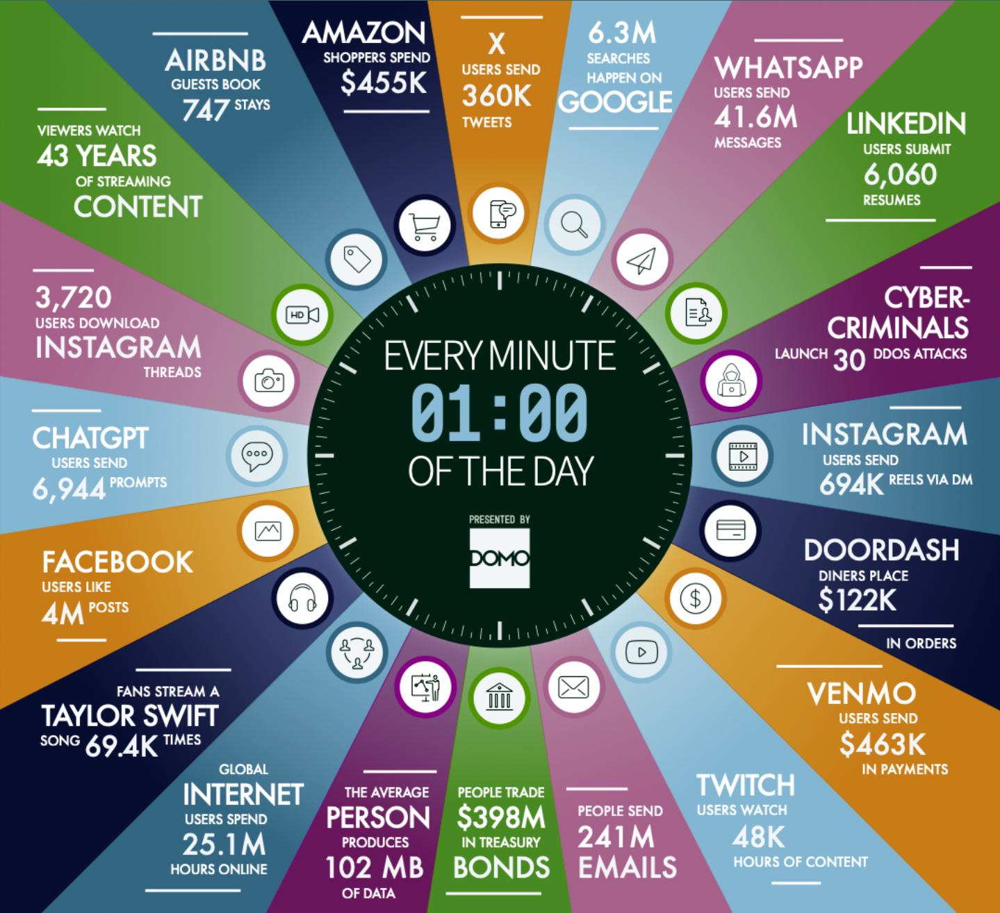 AIRBNB
GUESTS BOOK
747 STAYS
AMAZON
SHOPPERS SPEND
$455K
X
USERS SEND
360K
TWEETS
6.3M
SEARCHES
HAPPEN ON
GOOGLE
WHATSAPP
USERS SEND
41.6M
MESSAGES
LINKEDIN
USERS SUBMIT
6,060
RESUMES
CYBER-
CRIMINALS
LAUNCH 30 DDOS ATTACKS
INSTAGRAM
USERS SEND
694K REELS VIA DM
DOORDASH
DINERS PLACE
$122K
IN ORDERS
VENMO
USERS SEND
$463K
IN PAYMENTS
TWITCH
USERS WATCH
48K
HOURS OF CONTENT
PEOPLE SEND
241M
EMAILS
PEOPLE TRADE
$398M
IN TREASURY
BONDS
THE AVERAGE
PERSON
PRODUCES
102 MB
OF DATA
GLOBAL
INTERNET
USERS SPEND
25.1M
HOURS ONLINE
FANS STREAM A
TAYLOR SWIFT
SONG 69.4K TIMES
FACEBOOK
USERS LIKE
4M POSTS
CHATGPT
USERS SEND
6,944 PROMPTS
3,720
USERS DOWNLOAD
INSTAGRAM
THREADS
VIEWERS WATCH
43 YEARS
OF STREAMING
CONTENT
HD
$
EVERY MINUTE
01:00
OF THE DAY
PRESENTED BY
DOMO